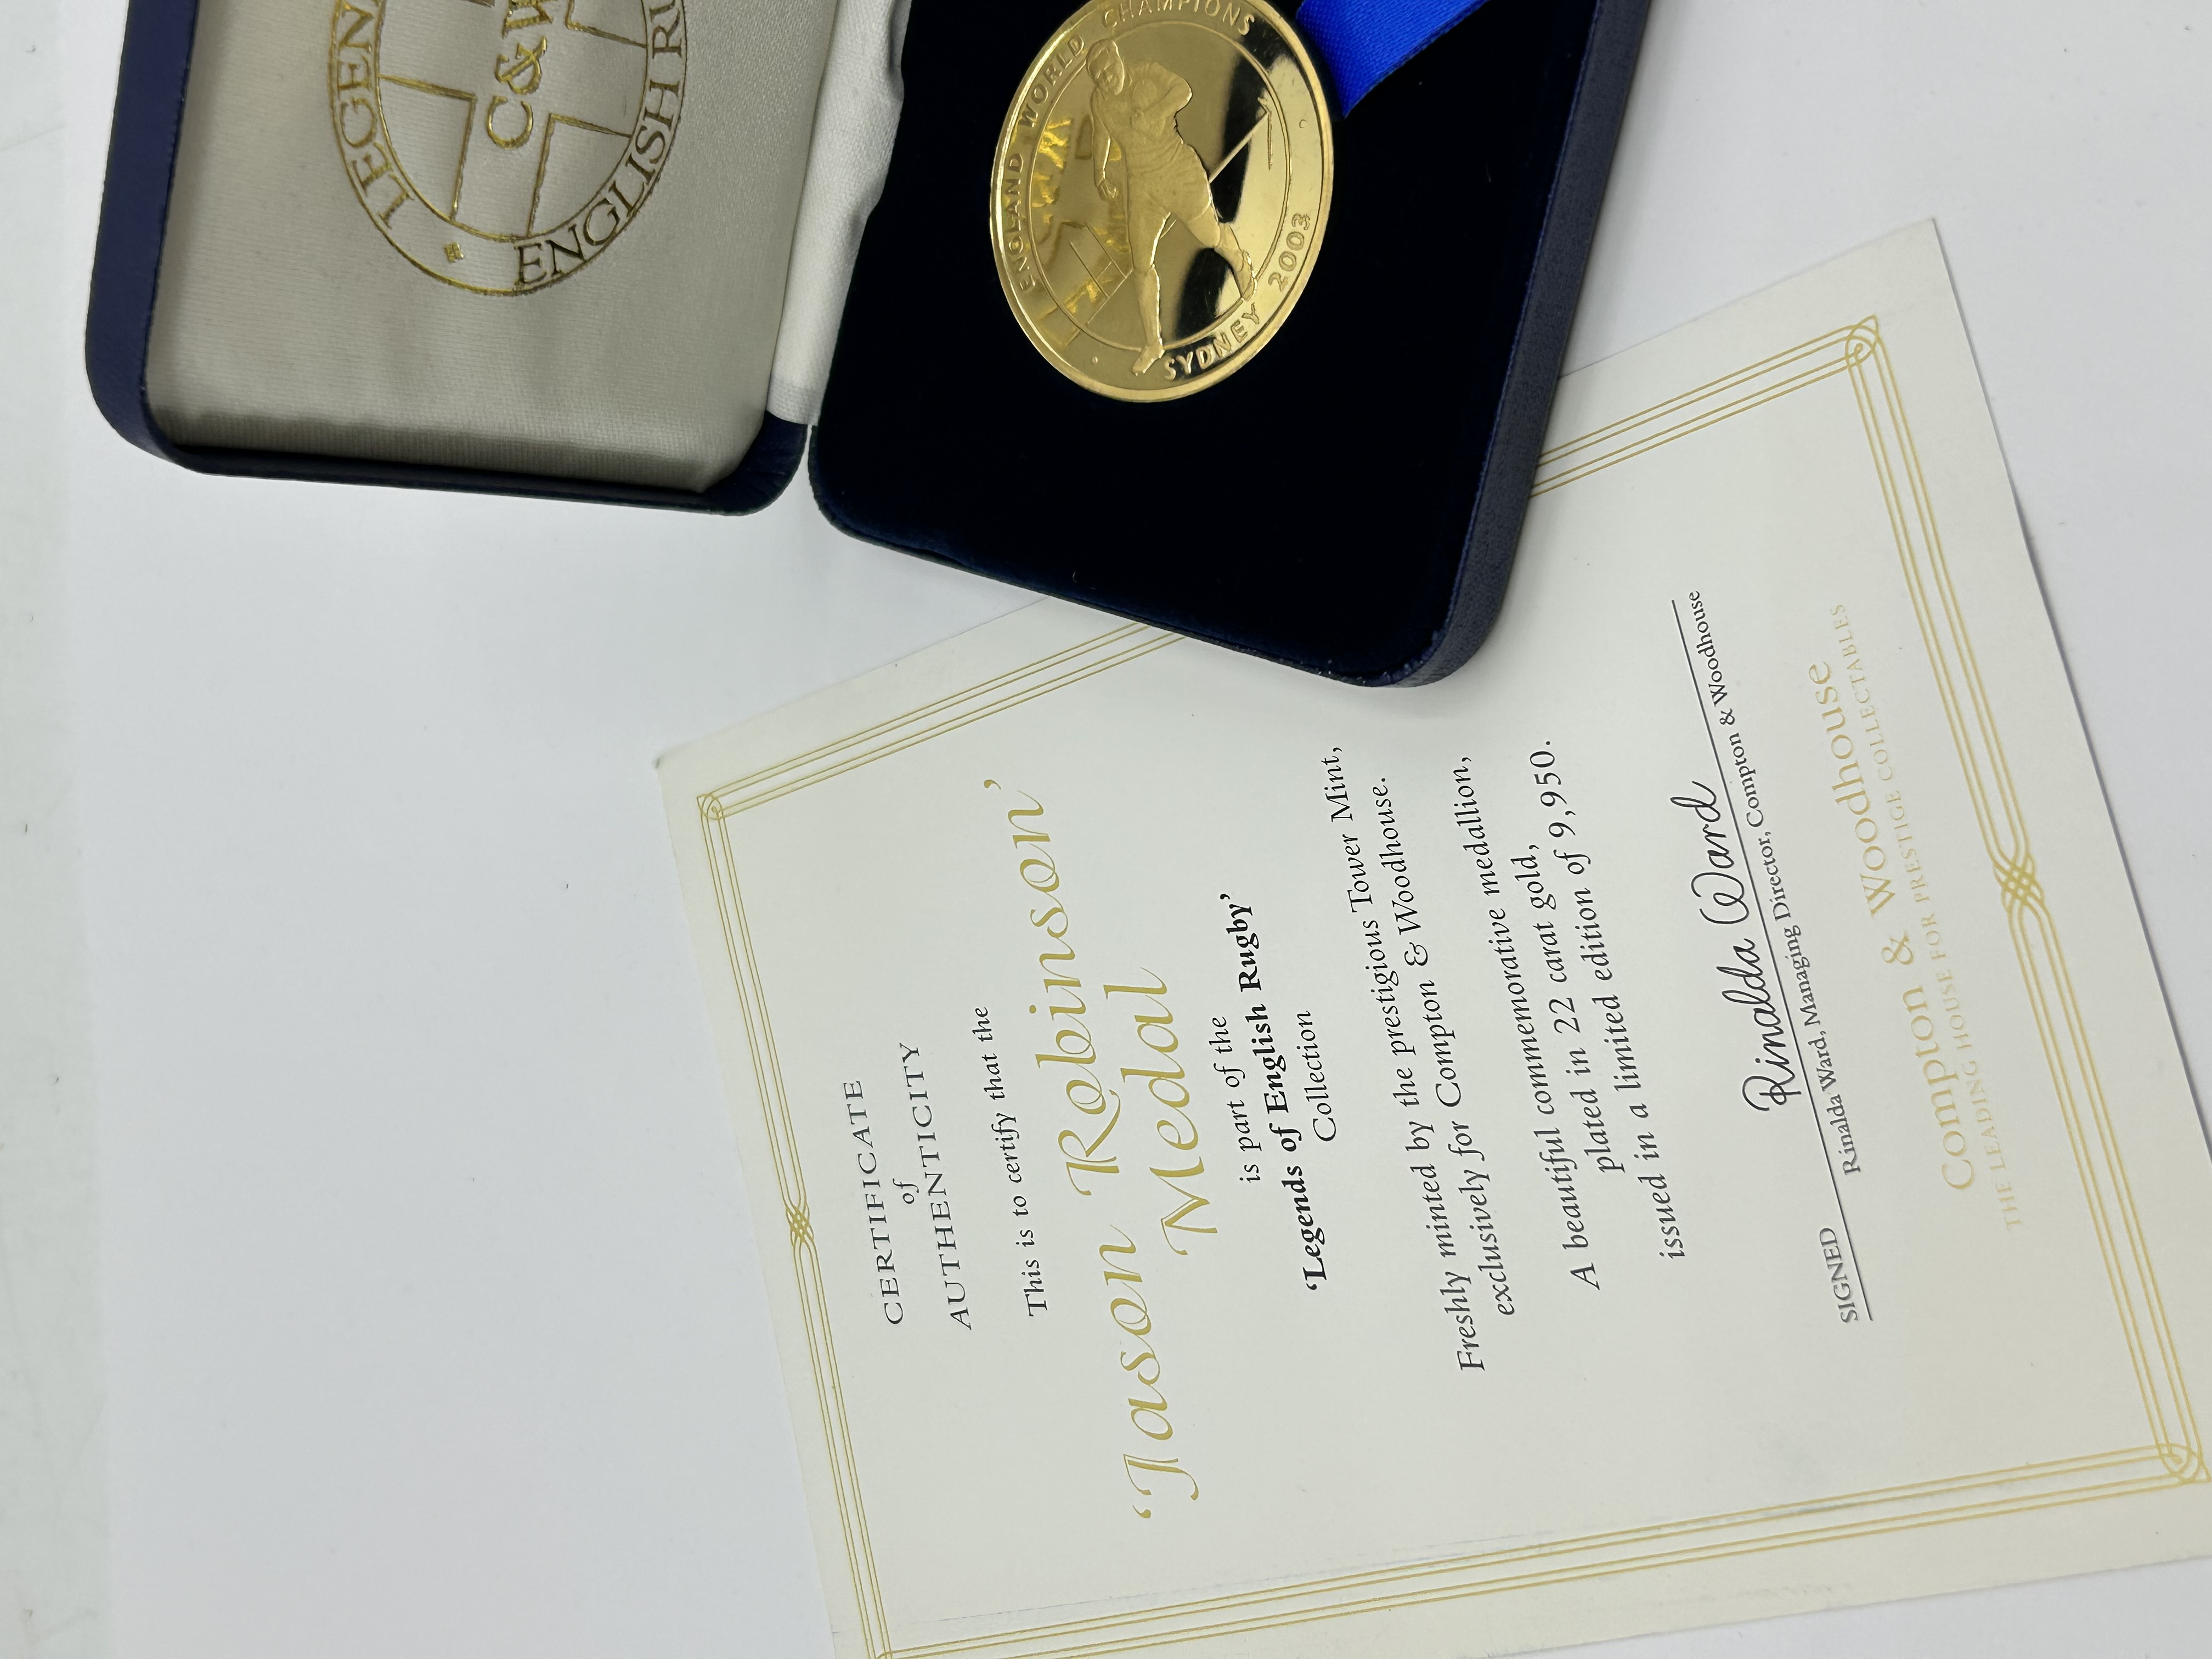 LEGEN
ENGLISH RU
C&W
ENGLAND WORLD CHAMPIONS
SYDNEY 2003
CERTIFICATE
of
AUTHENTICITY
This is to certify that the
‘Jason Robinson’
Medal
is part of the
‘Legends of English Rugby’
Collection
Freshly minted by the prestigious Tower Mint,
exclusively for Compton & Woodhouse.
A beautiful commemorative medallion,
plated in 22 carat gold,
issued in a limited edition of 9,950.
Rinalda Ward
SIGNED
Rinalda Ward, Managing Director, Compton & Woodhouse
Compton & Woodhouse
THE LEADING HOUSE FOR PRESTIGE COLLECTABLES